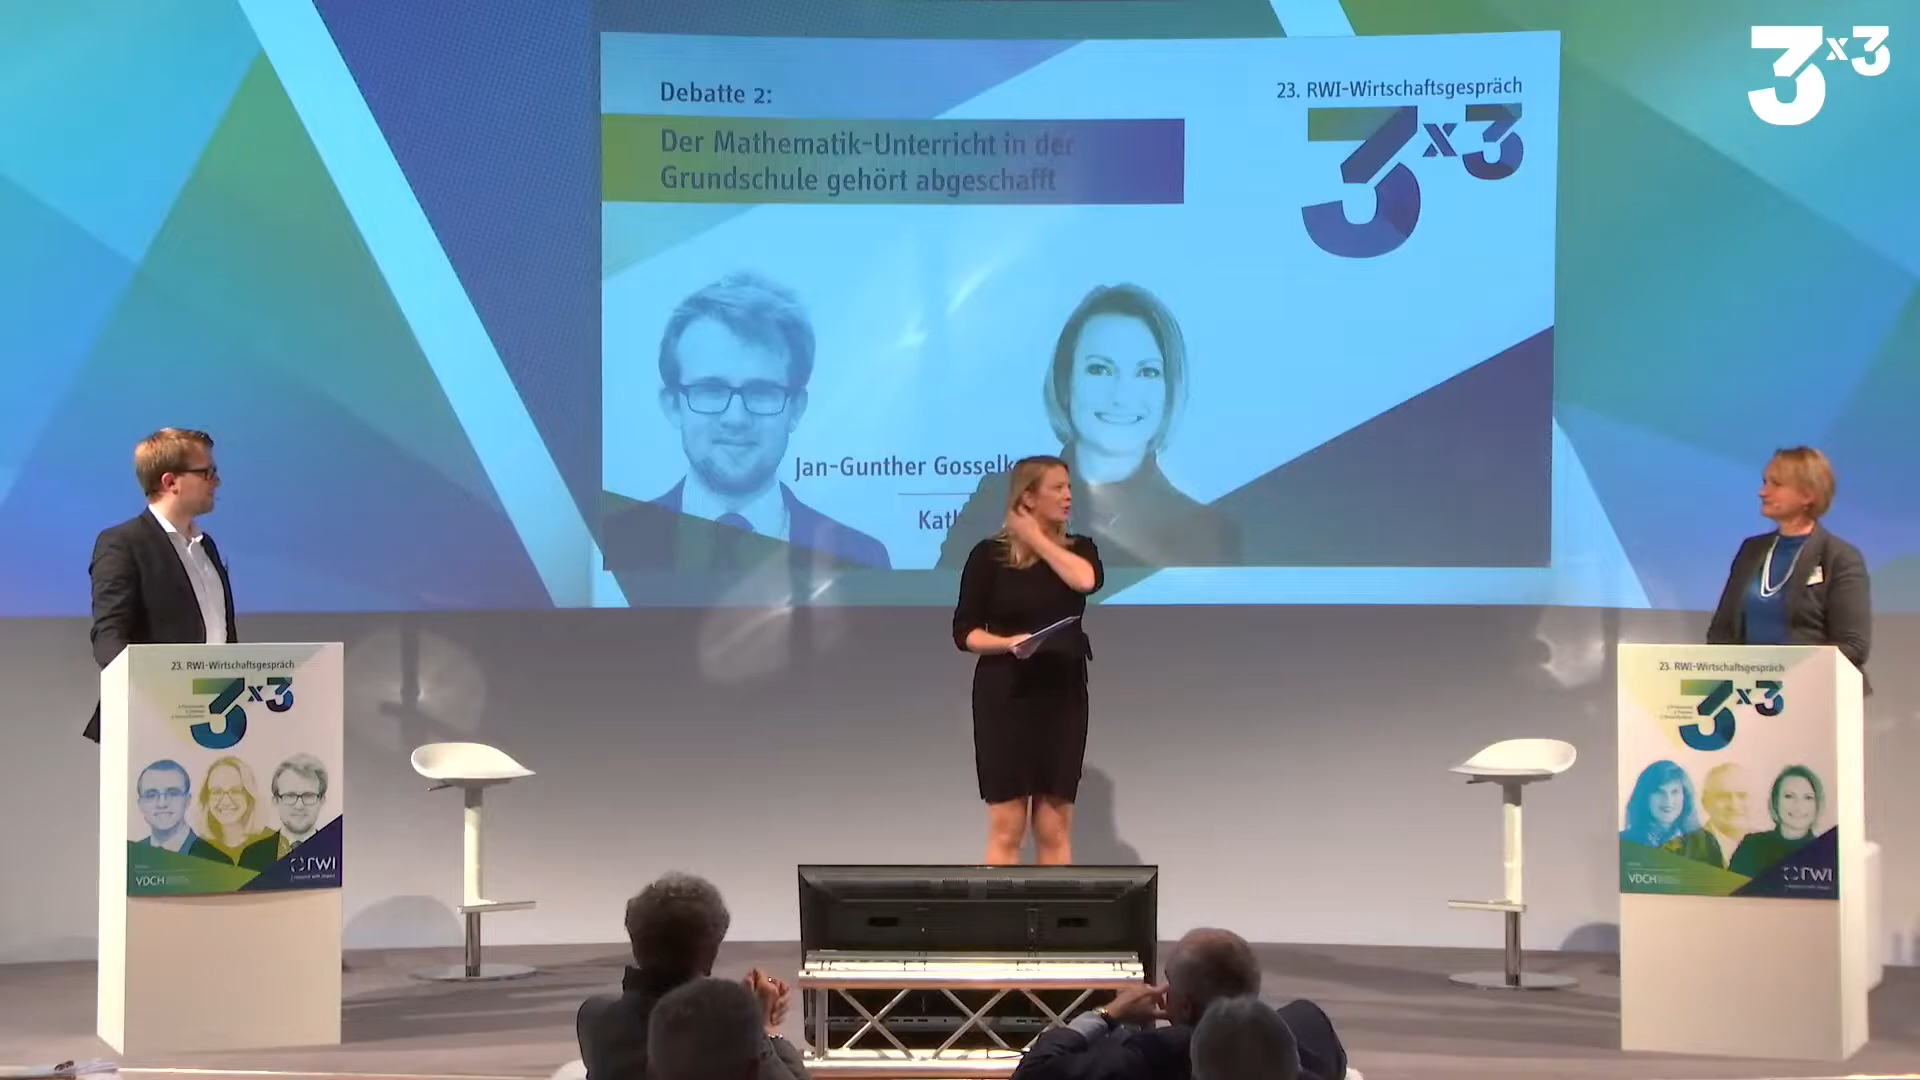 3x3
Debatte 2:
23. RWI-Wirtschaftsgespräch
3x3
Der Mathematik-Unterricht in der
Grundschule gehört abgeschafft
Jan-Gunther Gosselk
Kath
23. RWI-Wirtschaftsgespräch
3x3
VDCH
RWI
23. RWI-Wirtschaftsgespräch
3x3
VDCH
RWI